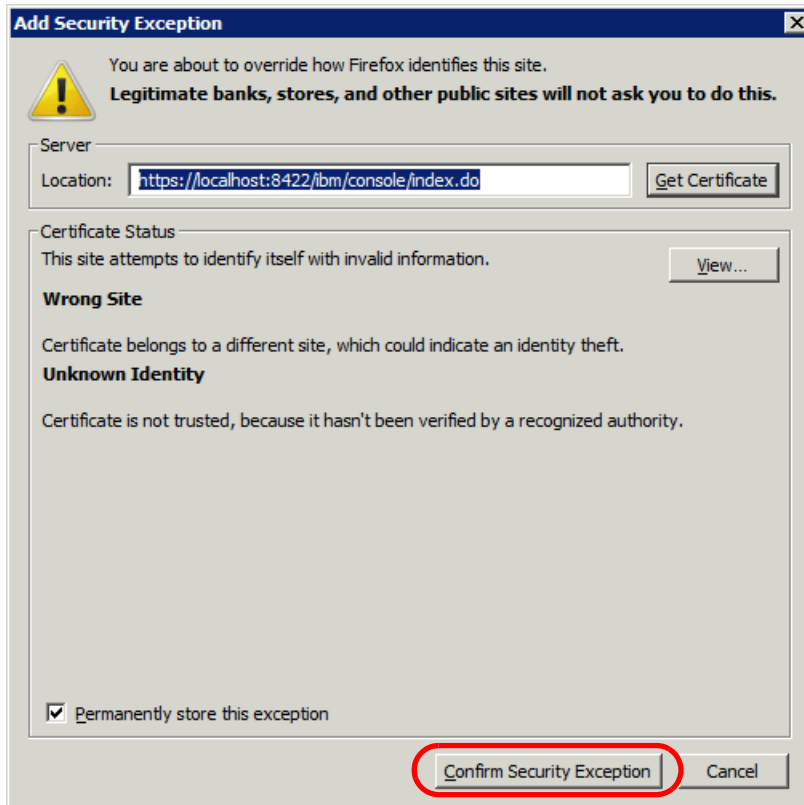 Add Security Exception
You are about to override how Firefox identifies this site.
Legitimate banks, stores, and other public sites will not ask you to do this.
Server
Location: https://localhost:8422/ibm/console/index.do Get Certificate
Certificate Status
This site attempts to identify itself with invalid information.
View...
Wrong Site
Certificate belongs to a different site, which could indicate an identity theft.
Unknown Identity
Certificate is not trusted, because it hasn't been verified by a recognized authority.
Permanently store this exception
Confirm Security Exception Cancel